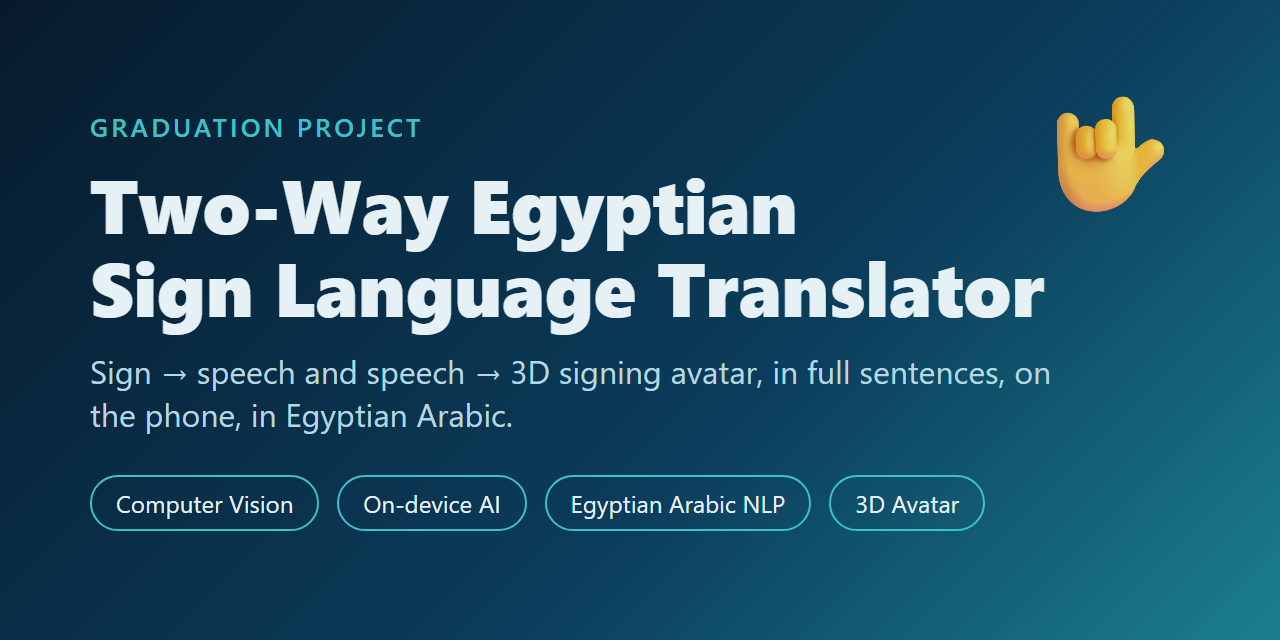 GRADUATION PROJECT
Two-Way Egyptian
Sign Language Translator
Sign → speech and speech → 3D signing avatar, in full sentences, on
the phone, in Egyptian Arabic.
Computer Vision
On-device AI
Egyptian Arabic NLP
3D Avatar